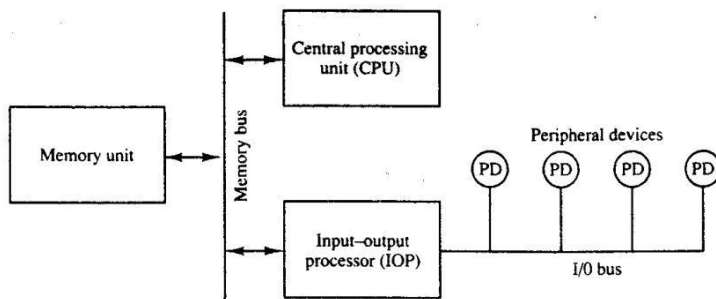 Central processing
unit (CPU)
Memory unit
Memory bus
Peripheral devices
PD
PD
PD
PD
Input–output
processor (IOP)
I/0 bus